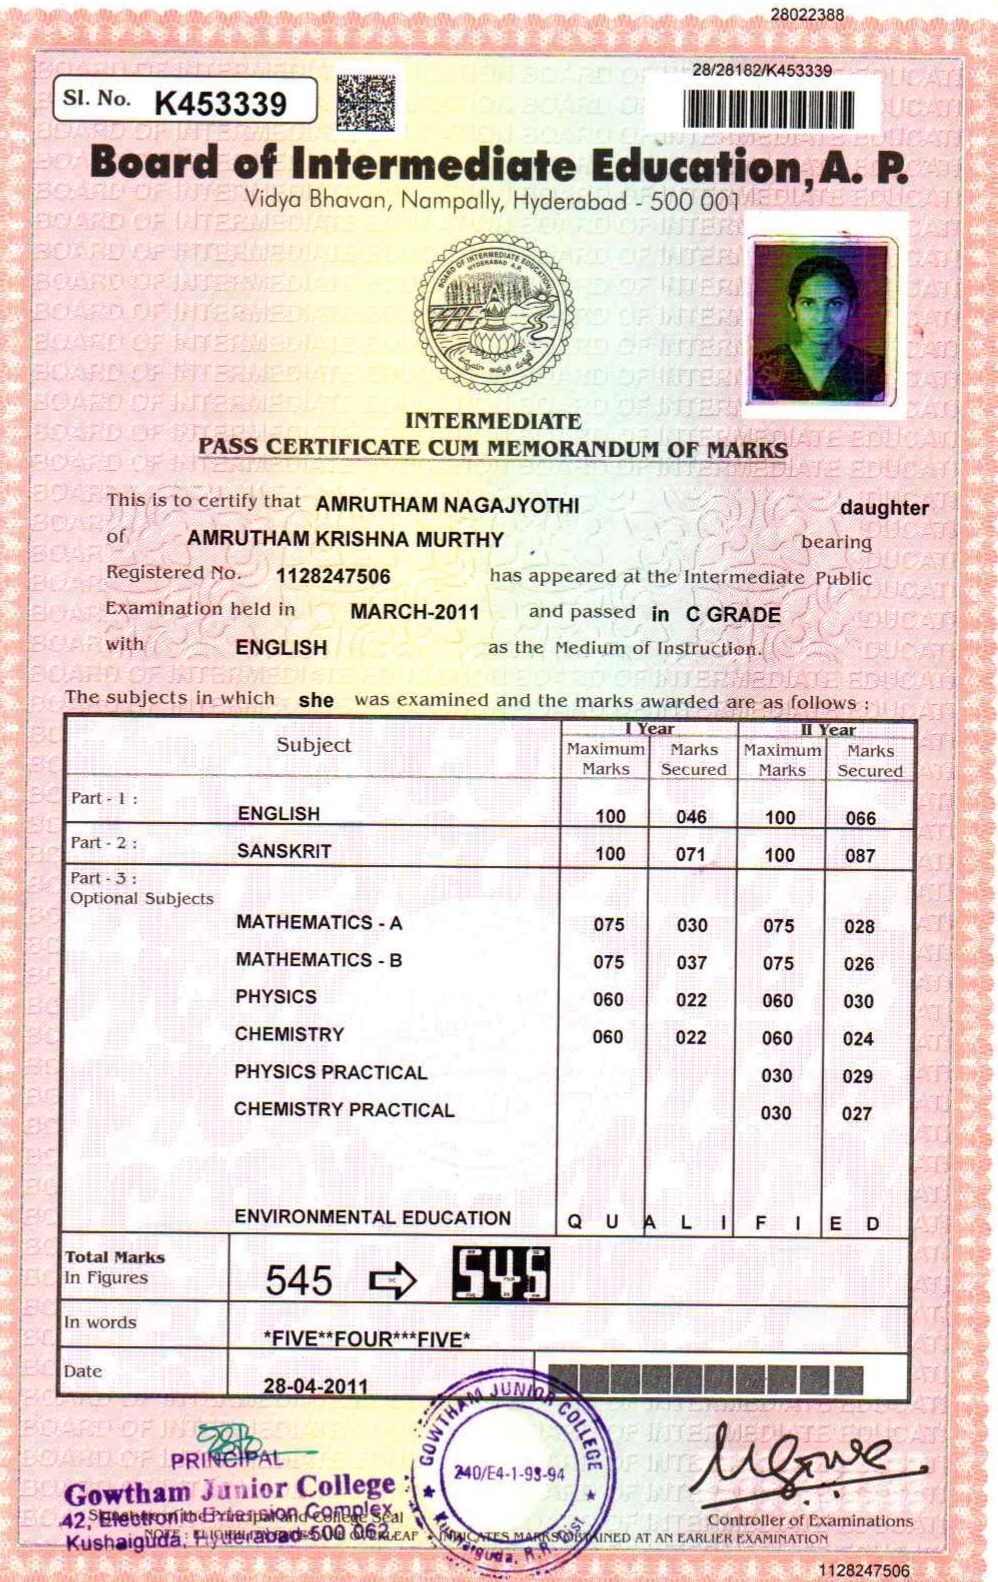 28022388
Sl. No. K453339
28/28182/K453339
Board of Intermediate Education, A. P.
Vidya Bhavan, Nampally, Hyderabad - 500 001
BOARD OF INTERMEDIATE EDUCATION
HYDERABAD A.P.
INTERMEDIATE
PASS CERTIFICATE CUM MEMORANDUM OF MARKS
This is to certify that AMRUTHAM NAGAJYOTHI daughter
of AMRUTHAM KRISHNA MURTHY bearing
Registered No. 1128247506 has appeared at the Intermediate Public
Examination held in MARCH-2011 and passed in C GRADE
with ENGLISH as the Medium of Instruction.
The subjects in which she was examined and the marks awarded are as follows :
Subject I Year II Year
Maximum Marks Marks Secured Maximum Marks Marks Secured
Part - 1 :
ENGLISH 100 046 100 066
Part - 2 :
SANSKRIT 100 071 100 087
Part - 3 :
Optional Subjects
MATHEMATICS - A 075 030 075 028
MATHEMATICS - B 075 037 075 026
PHYSICS 060 022 060 030
CHEMISTRY 060 022 060 024
PHYSICS PRACTICAL 030 029
CHEMISTRY PRACTICAL 030 027
ENVIRONMENTAL EDUCATION Q U A L I F I E D
Total Marks
In Figures 545 545
In words *FIVE**FOUR***FIVE*
Date 28-04-2011
PRINCIPAL
Gowtham Junior College
42, Electronic Extension Complex,
Kushaiguda, Hyderabad-500 062.
Signature of the Principal and College Seal
GOWTHAM JUNIOR COLLEGE
240/E4-1-93-94
Kushaiguda, R.R. Dist.
Controller of Examinations
INDICATES MARKS OBTAINED AT AN EARLIER EXAMINATION
1128247506